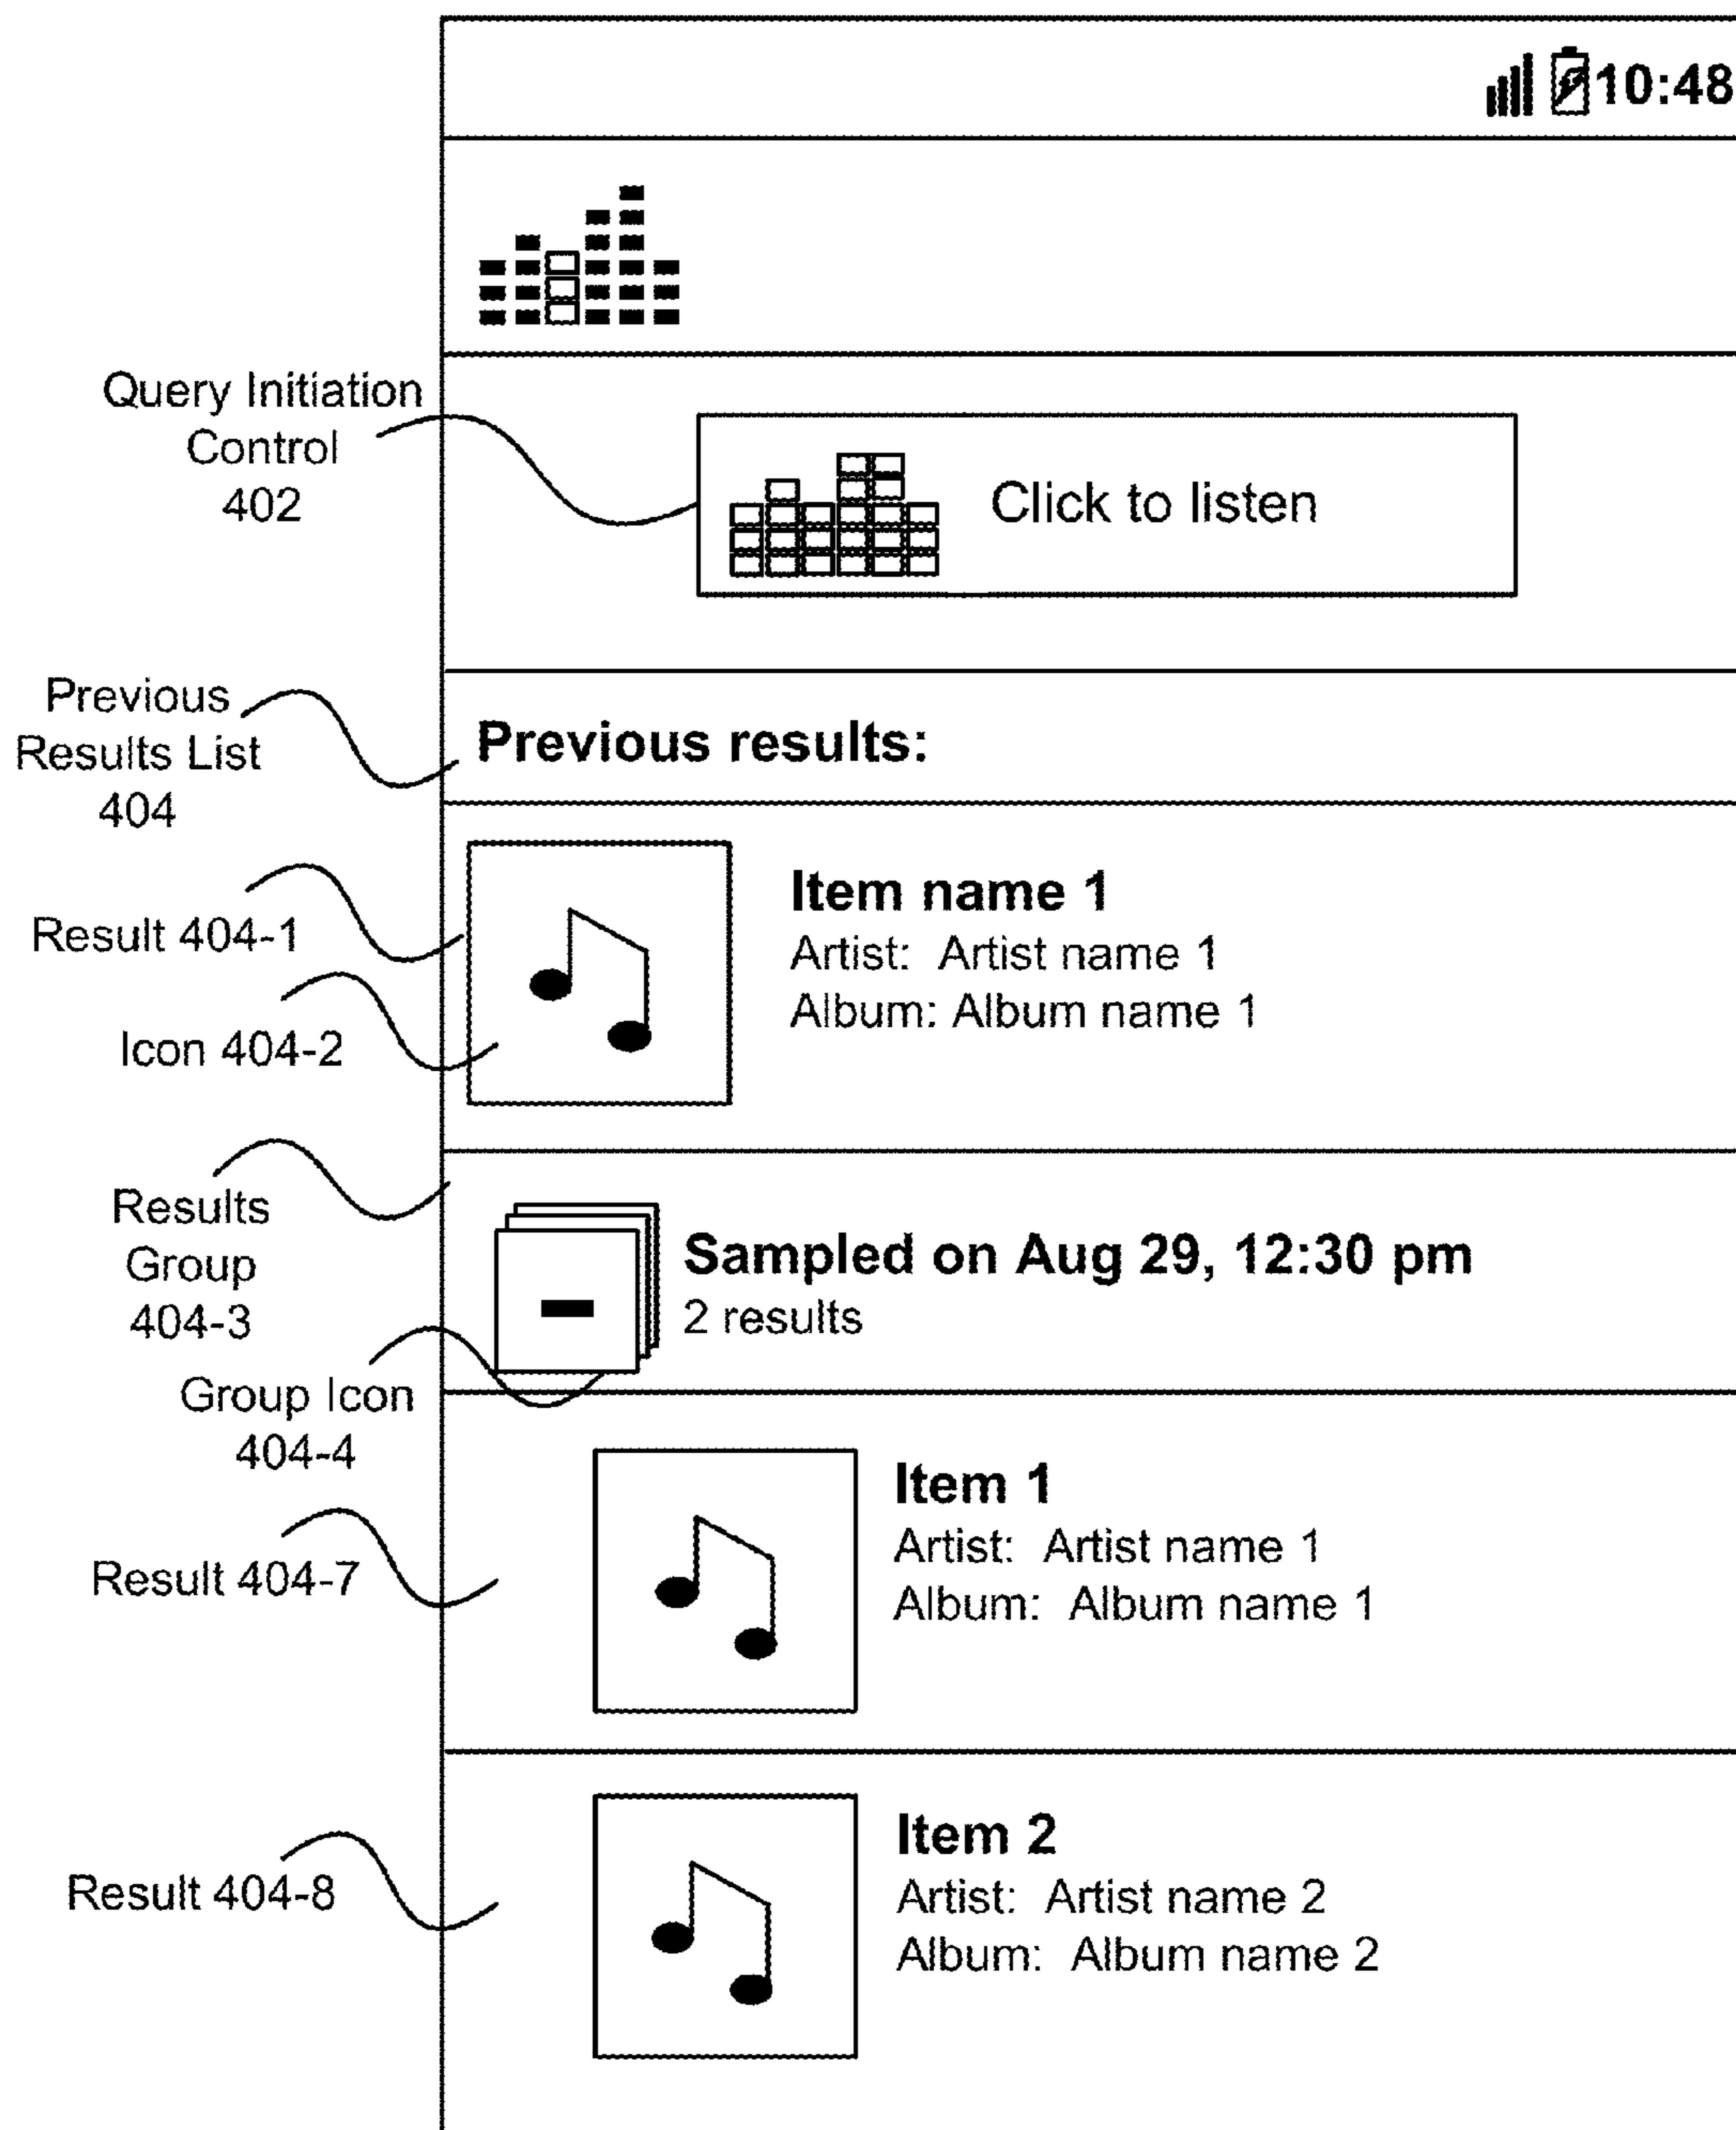 10:48
Query Initiation
Control
402
Click to listen
Previous
Results List
404
Previous results:
Result 404-1
Item name 1
Artist: Artist name 1
Album: Album name 1
Icon 404-2
Results
Group
404-3
Sampled on Aug 29, 12:30 pm
2 results
Group Icon
404-4
Item 1
Artist: Artist name 1
Album: Album name 1
Result 404-7
Item 2
Artist: Artist name 2
Album: Album name 2
Result 404-8